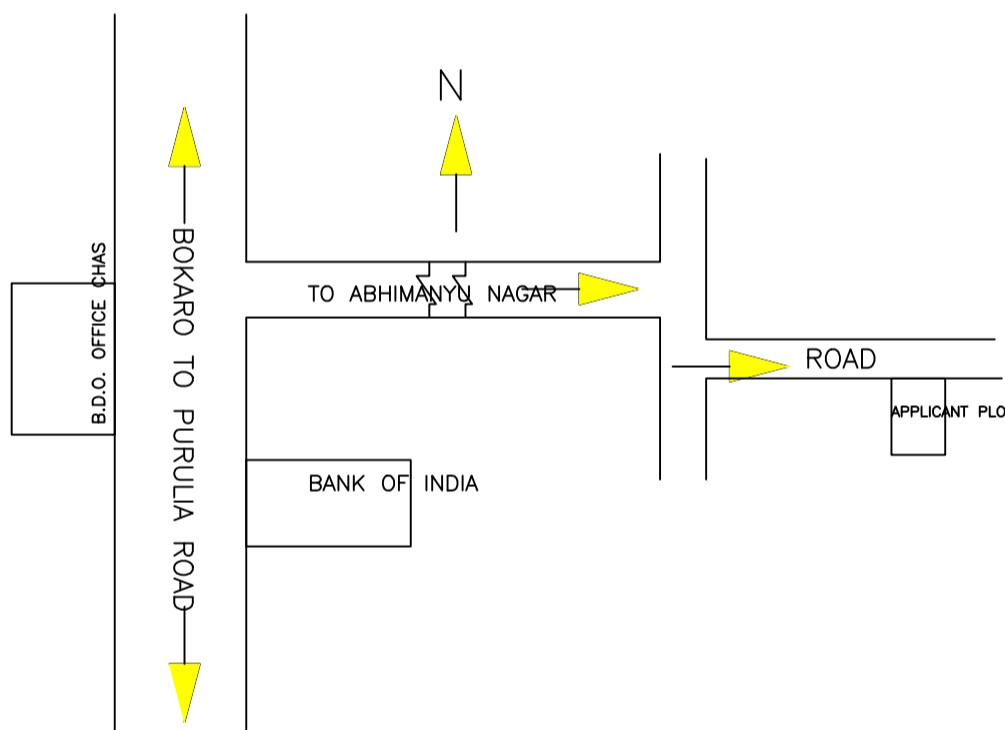 N
B.D.O. OFFICE CHAS
BOKARO TO PURULIA ROAD
TO ABHIMANYU NAGAR
ROAD
APPLICANT PLO
BANK OF INDIA